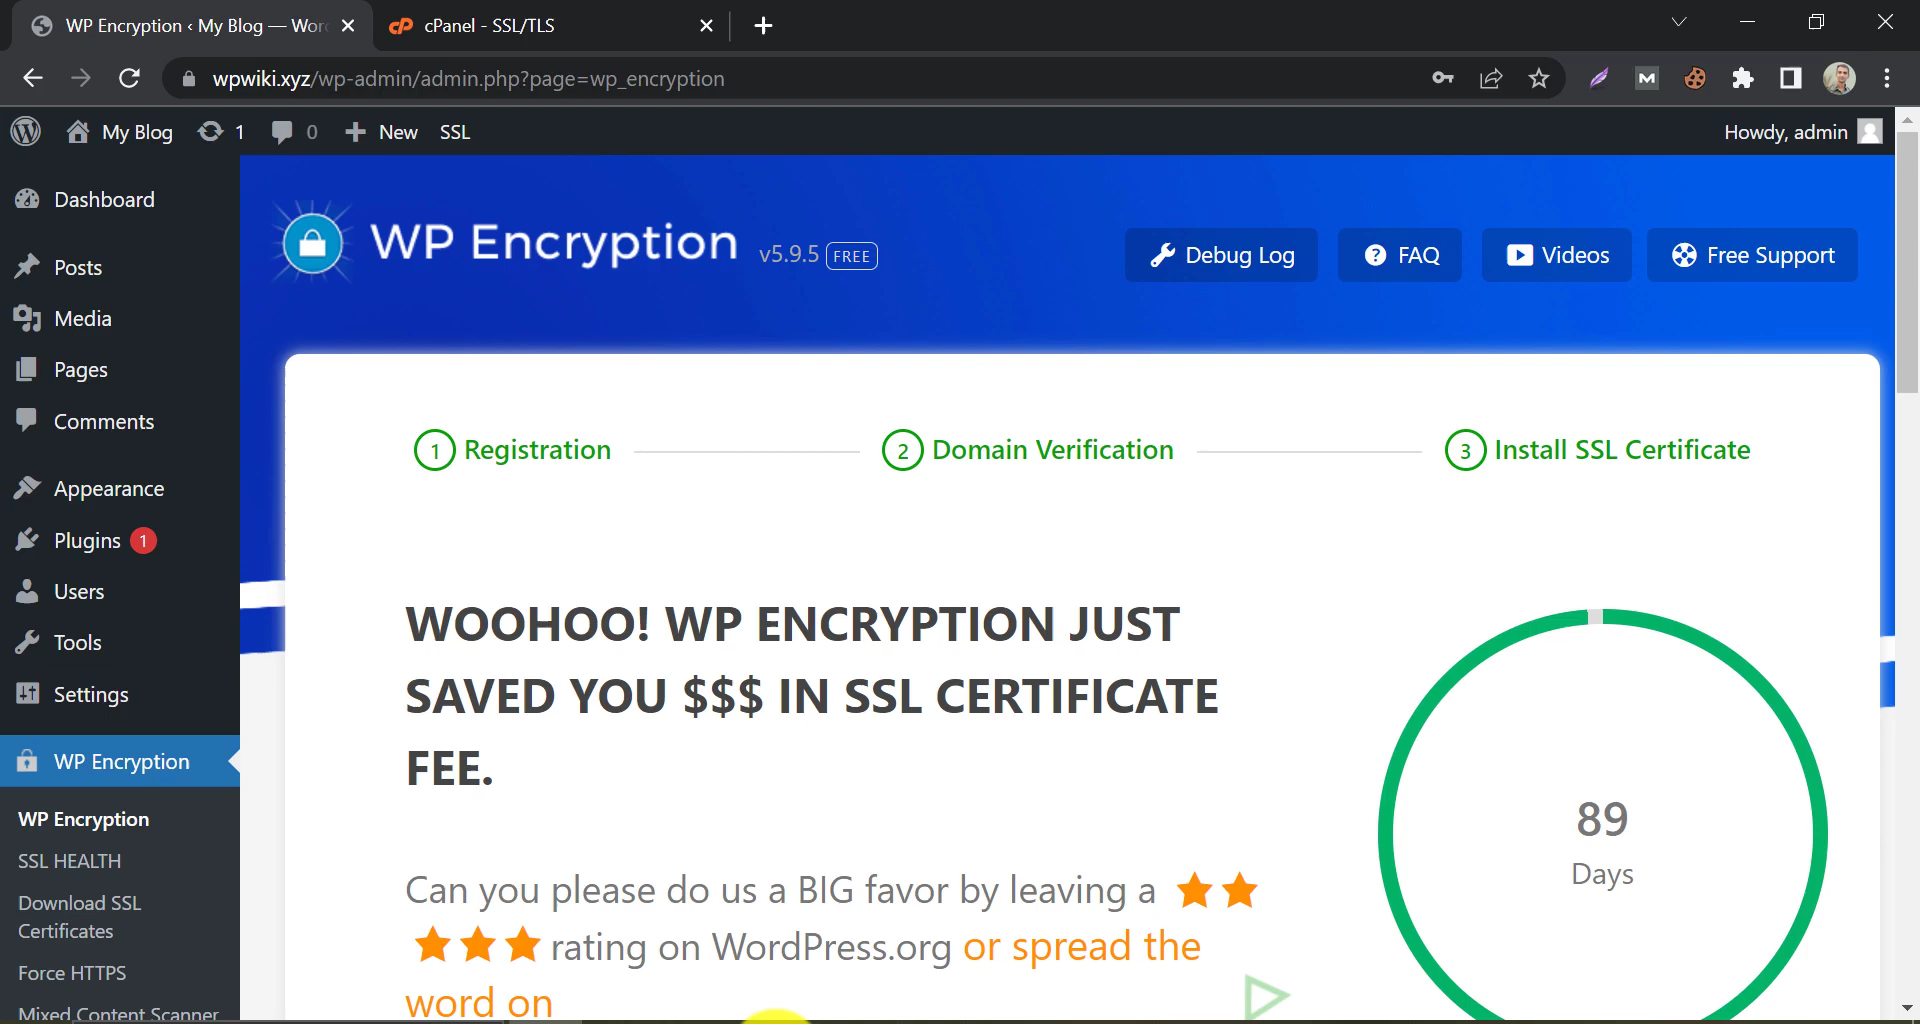 WP Encryption ‹ My Blog — Wor
cPanel - SSL/TLS
wpwiki.xyz/wp-admin/admin.php?page=wp_encryption
My Blog 1 0 New SSL
Howdy, admin
Dashboard
Posts
Media
Pages
Comments
Appearance
Plugins 1
Users
Tools
Settings
WP Encryption
WP Encryption
SSL HEALTH
Download SSL
Certificates
Force HTTPS
Mixed Content Scanner
WP Encryption v5.9.5 FREE
Debug Log
FAQ
Videos
Free Support
1 Registration
2 Domain Verification
3 Install SSL Certificate
WOOHOO! WP ENCRYPTION JUST
SAVED YOU $$$ IN SSL CERTIFICATE
FEE.
Can you please do us a BIG favor by leaving a ★★
★★★ rating on WordPress.org or spread the
word on
89
Days